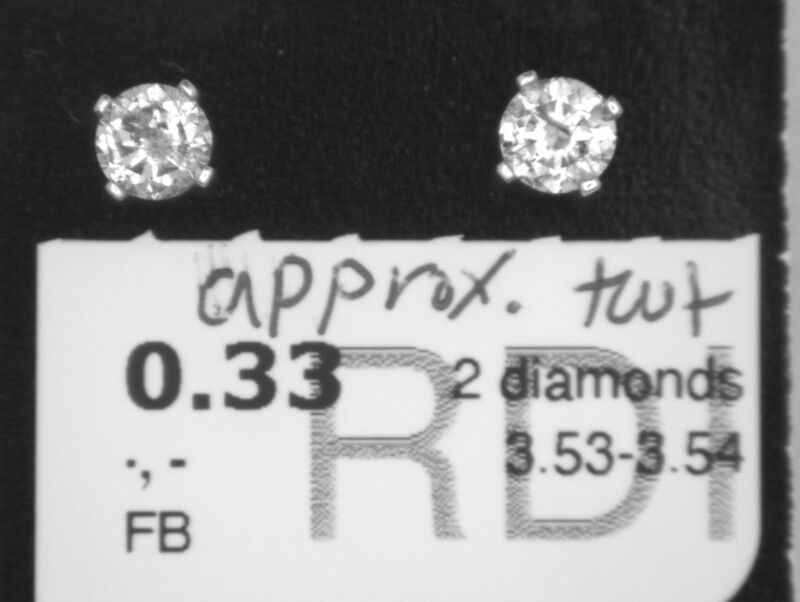 approx. twt
0.33 2 diamonds
·, - 3.53-3.54
FB
RDI